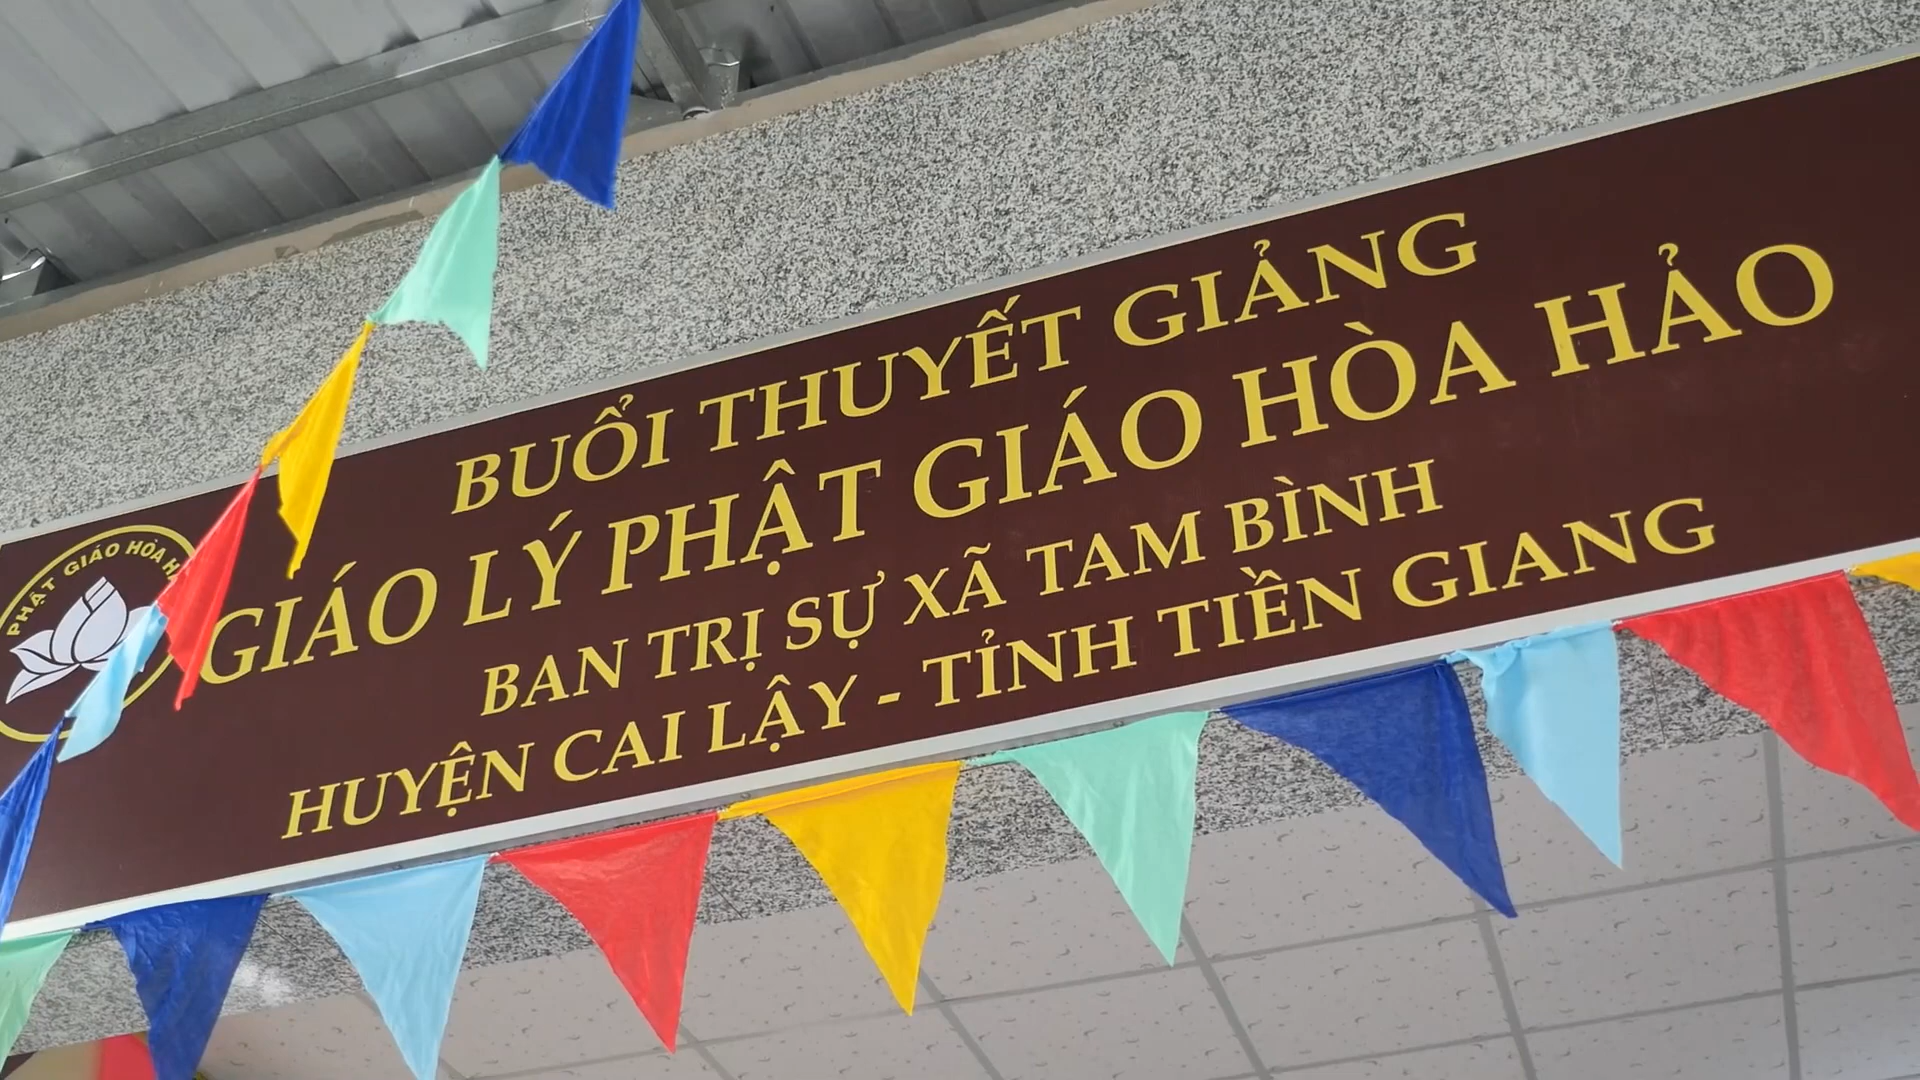 BUỔI THUYẾT GIẢNG
GIÁO LÝ PHẬT GIÁO HÒA HẢO
BAN TRỊ SỰ XÃ TAM BÌNH
HUYỆN CAI LẬY - TỈNH TIỀN GIANG
PHẬT GIÁO HÒA